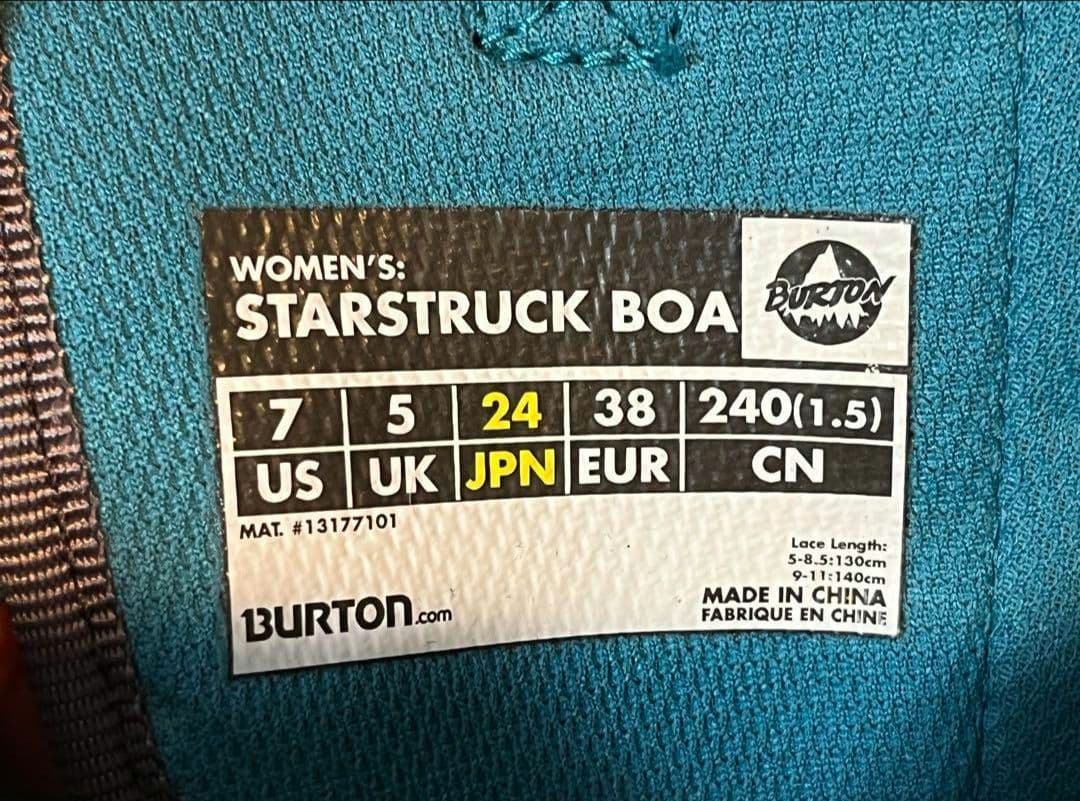 WOMEN'S:
STARSTRUCK BOA
BURTON
7 5 24 38 240(1.5)
US UK JPN EUR CN
MAT. #13177101
Lace Length:
5-8.5:130cm
9-11:140cm
MADE IN CHINA
FABRIQUE EN CHINE
BURTON.com